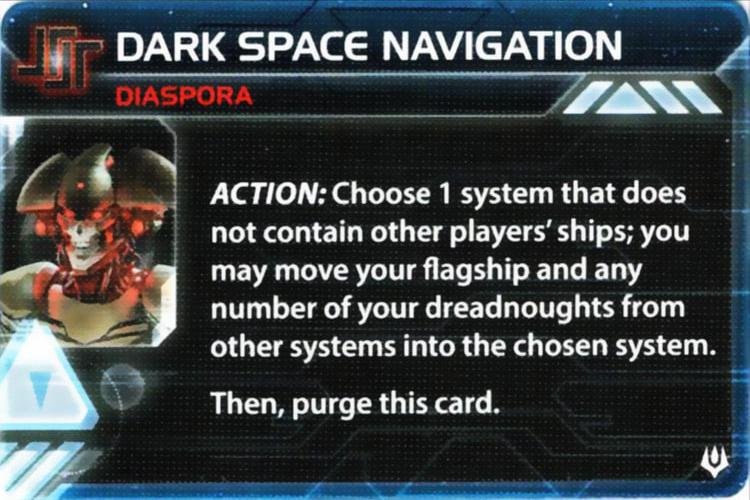 DARK SPACE NAVIGATION
DIASPORA
ACTION: Choose 1 system that does
not contain other players' ships; you
may move your flagship and any
number of your dreadnoughts from
other systems into the chosen system.
Then, purge this card.